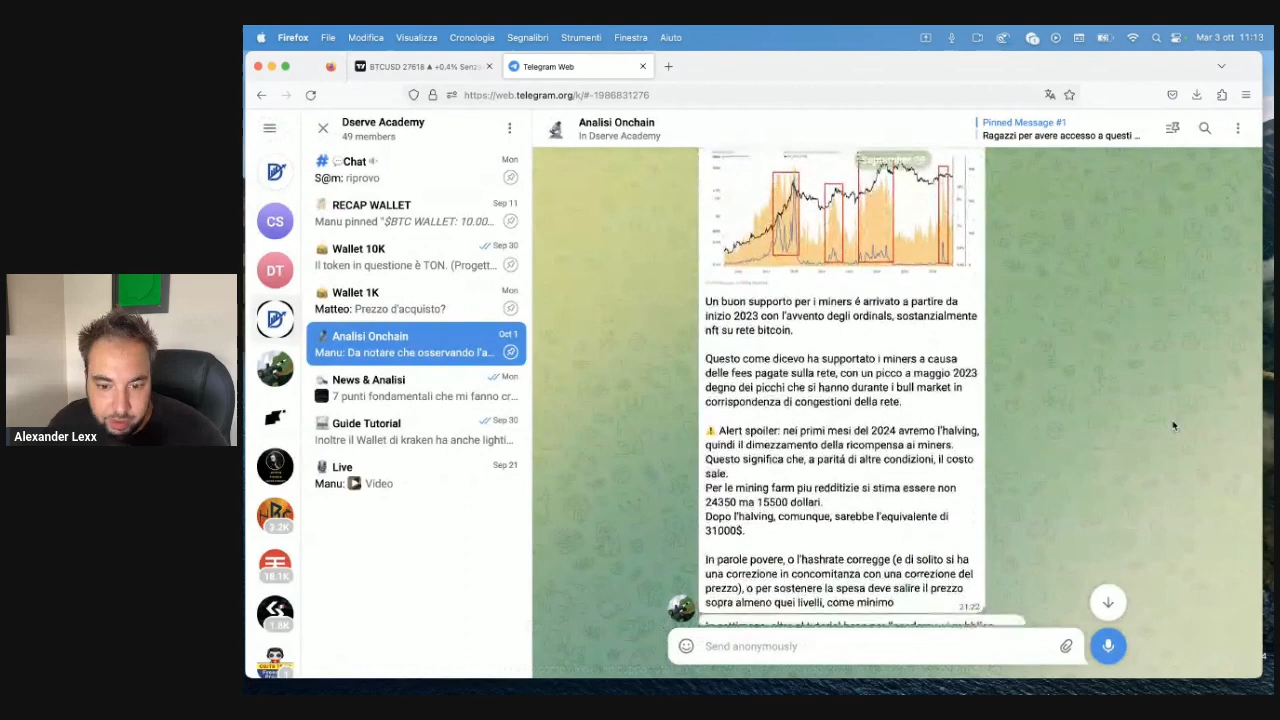 Firefox File Modifica Visualizza Cronologia Segnalibri Strumenti Finestra Aiuto Mar 3 ott 11:13
BTCUSD 27618 ▲ +0.4% Senz
Telegram Web
https://web.telegram.org/k/#-1986831276
Dserve Academy
49 members
Chat Mon
S@m: riprovo
RECAP WALLET Sep 11
Manu pinned "$BTC WALLET: 10.00...
Wallet 10K Sep 30
Il token in questione è TON. (Progett...
Wallet 1K Mon
Matteo: Prezzo d'acquisto?
Analisi Onchain Oct 1
Manu: Da notare che osservando l'a...
News & Analisi Mon
7 punti fondamentali che mi fanno cr...
Guide Tutorial Sep 30
Inoltre il Wallet di kraken ha anche lighti...
Live Sep 21
Manu: Video
CS
DT
3.2K
18.1K
1.8K
Analisi Onchain
In Dserve Academy
Pinned Message #1
Ragazzi per avere accesso a questi ...
Un buon supporto per i miners é arrivato a partire da
inizio 2023 con l'avvento degli ordinals, sostanzialmente
nft su rete bitcoin.
Questo come dicevo ha supportato i miners a causa
delle fees pagate sulla rete, con un picco a maggio 2023
degno dei picchi che si hanno durante i bull market in
corrispondenza di congestioni della rete.
⚠️ Alert spoiler: nei primi mesi del 2024 avremo l'halving,
quindi il dimezzamento della ricompensa ai miners.
Questo significa che, a parità di altre condizioni, il costo
sale.
Per le mining farm piu redditizie si stima essere non
24350 ma 15500 dollari.
Dopo l'halving, comunque, sarebbe l'equivalente di
31000$.
In parole povere, o l'hashrate corregge (e di solito si ha
una correzione in concomitanza con una correzione del
prezzo), o per sostenere la spesa deve salire il prezzo
sopra almeno quei livelli, come minimo
21:22
Send anonymously
Alexander Lexx